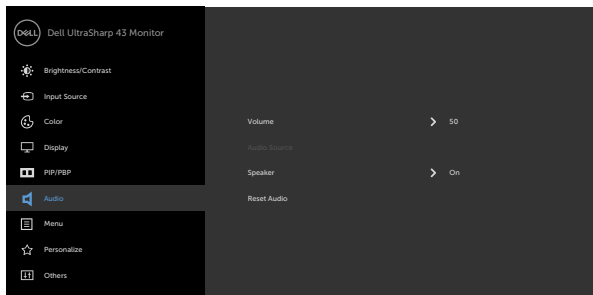 DELL Dell UltraSharp 43 Monitor
Brightness/Contrast
Input Source
Color
Volume 50
Display
Audio Source
PIP/PBP
Speaker On
Audio
Reset Audio
Menu
Personalize
Others